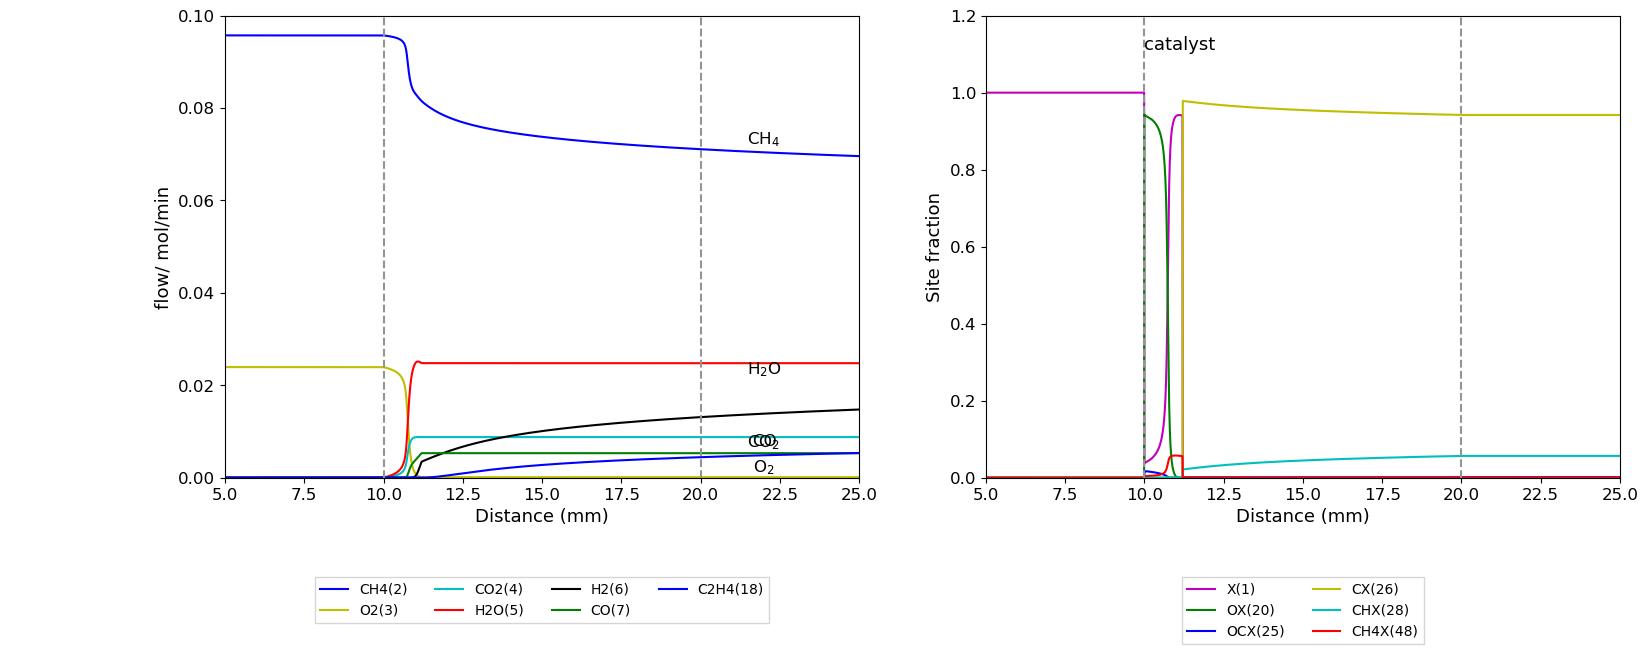 0.10
0.08
0.06
0.04
0.02
0.00
flow/ mol/min
CH4
H2O
CO
CO2
O2
5.0 7.5 10.0 12.5 15.0 17.5 20.0 22.5 25.0
Distance (mm)
CH4(2) CO2(4) H2(6) C2H4(18)
O2(3) H2O(5) CO(7)
1.2
1.0
0.8
0.6
0.4
0.2
0.0
Site fraction
catalyst
5.0 7.5 10.0 12.5 15.0 17.5 20.0 22.5 25.0
Distance (mm)
X(1) CX(26)
OX(20) CHX(28)
OCX(25) CH4X(48)